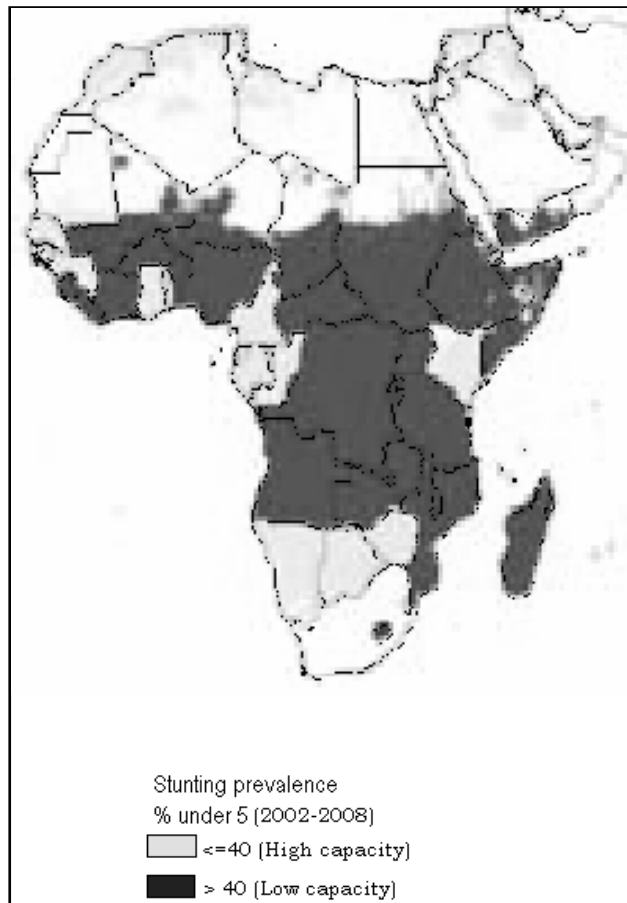 Stunting prevalence
% under 5 (2002-2008)
<=40 (High capacity)
> 40 (Low capacity)